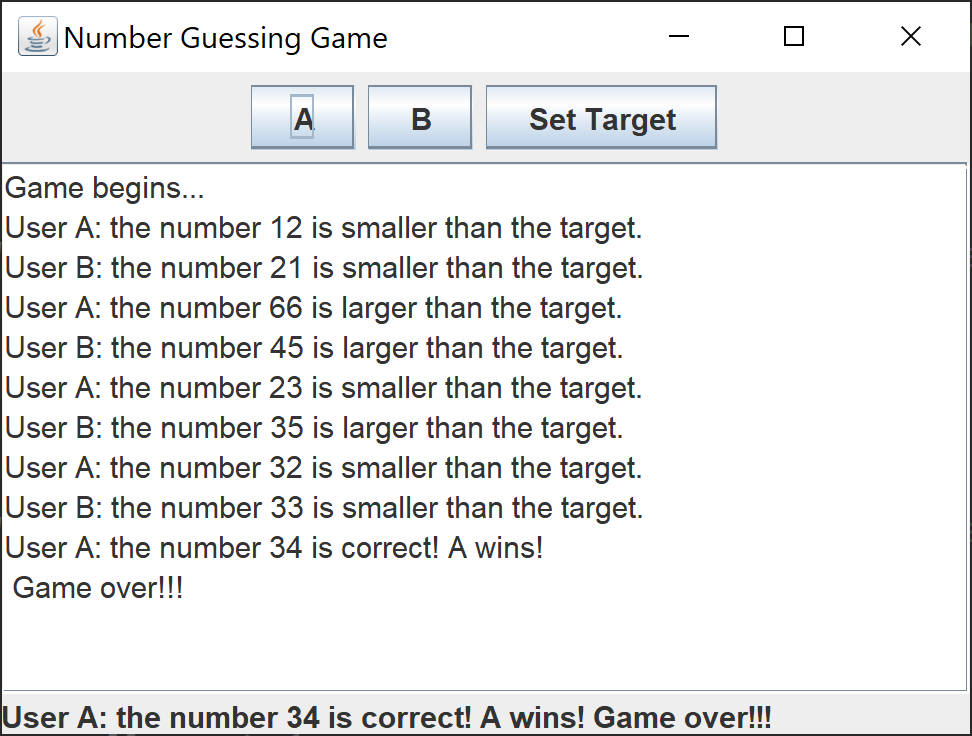 Number Guessing Game
A B Set Target
Game begins...
User A: the number 12 is smaller than the target.
User B: the number 21 is smaller than the target.
User A: the number 66 is larger than the target.
User B: the number 45 is larger than the target.
User A: the number 23 is smaller than the target.
User B: the number 35 is larger than the target.
User A: the number 32 is smaller than the target.
User B: the number 33 is smaller than the target.
User A: the number 34 is correct! A wins!
Game over!!!
User A: the number 34 is correct! A wins! Game over!!!